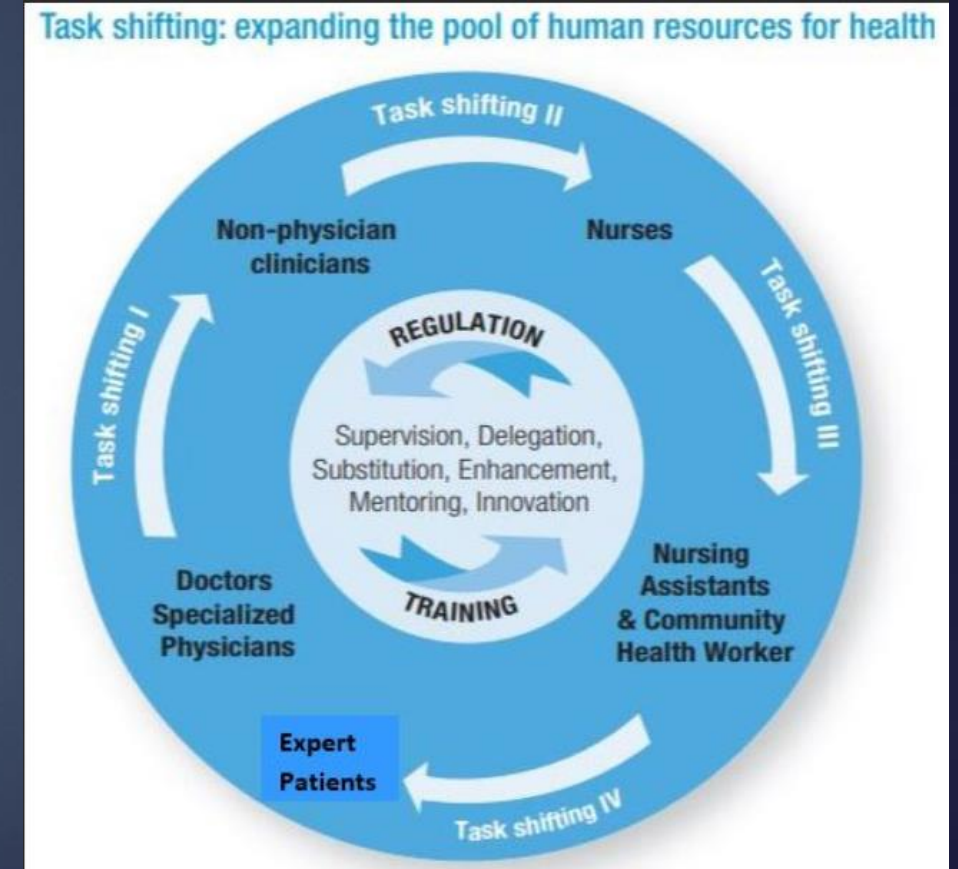 Task shifting: expanding the pool of human resources for health
Task shifting II
Non-physician
clinicians
Nurses
Task shifting I
Task shifting III
REGULATION
Supervision, Delegation,
Substitution, Enhancement,
Mentoring, Innovation
TRAINING
Doctors
Specialized
Physicians
Nursing
Assistants
& Community
Health Worker
Expert
Patients
Task shifting IV